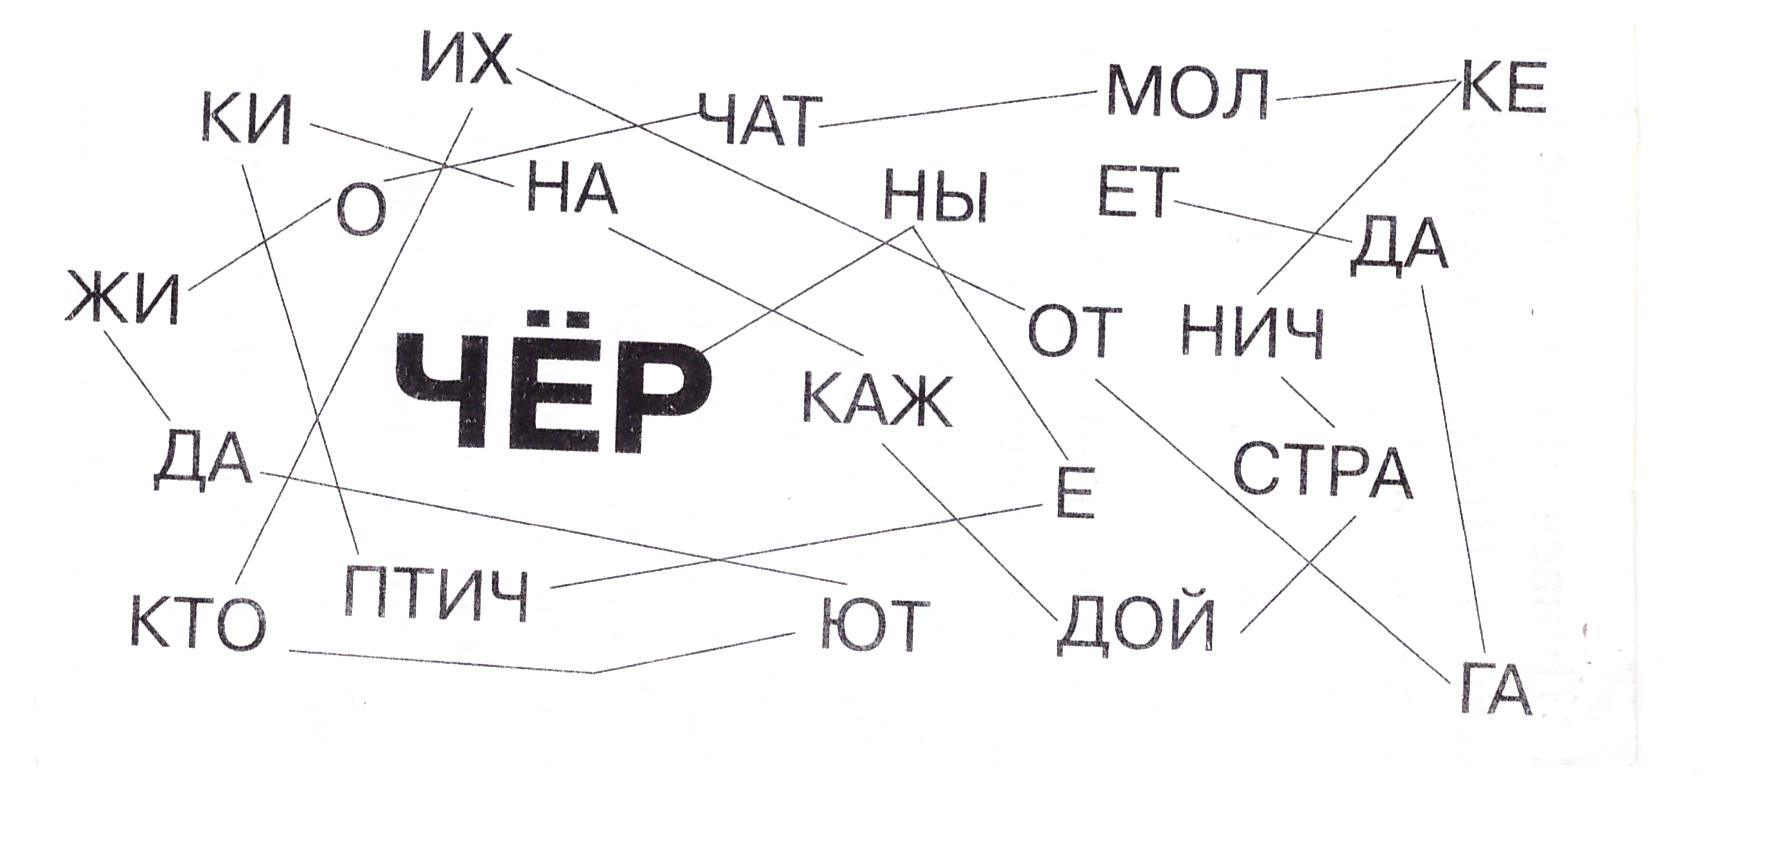 ИХ
МОЛ КЕ
КИ ЧАТ
О НА НЫ ЕТ
ДА
ЖИ
ЧЁР ОТ НИЧ
КАЖ
ДА Е СТРА
КТО ПТИЧ ЮТ ДОЙ
ГА